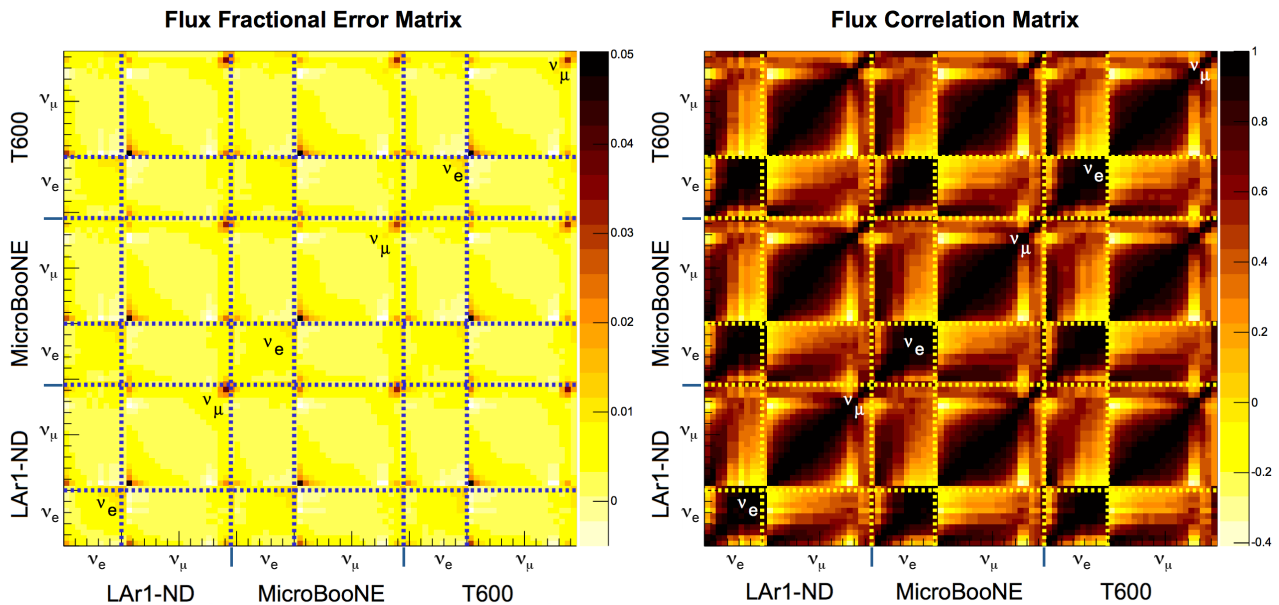 Flux Fractional Error Matrix
Flux Correlation Matrix
T600
MicroBooNE
LAr1-ND
νμ
νe
νμ
νe
νμ
νe
νμ
νe
νμ
νe
νμ
νe
0.05
0.04
0.03
0.02
0.01
0
νe
νμ
νe
νμ
νe
νμ
LAr1-ND
MicroBooNE
T600
T600
MicroBooNE
LAr1-ND
νμ
νe
νμ
νe
νμ
νe
νμ
νe
νμ
νe
νμ
νe
1
0.8
0.6
0.4
0.2
0
-0.2
-0.4
νe
νμ
νe
νμ
νe
νμ
LAr1-ND
MicroBooNE
T600